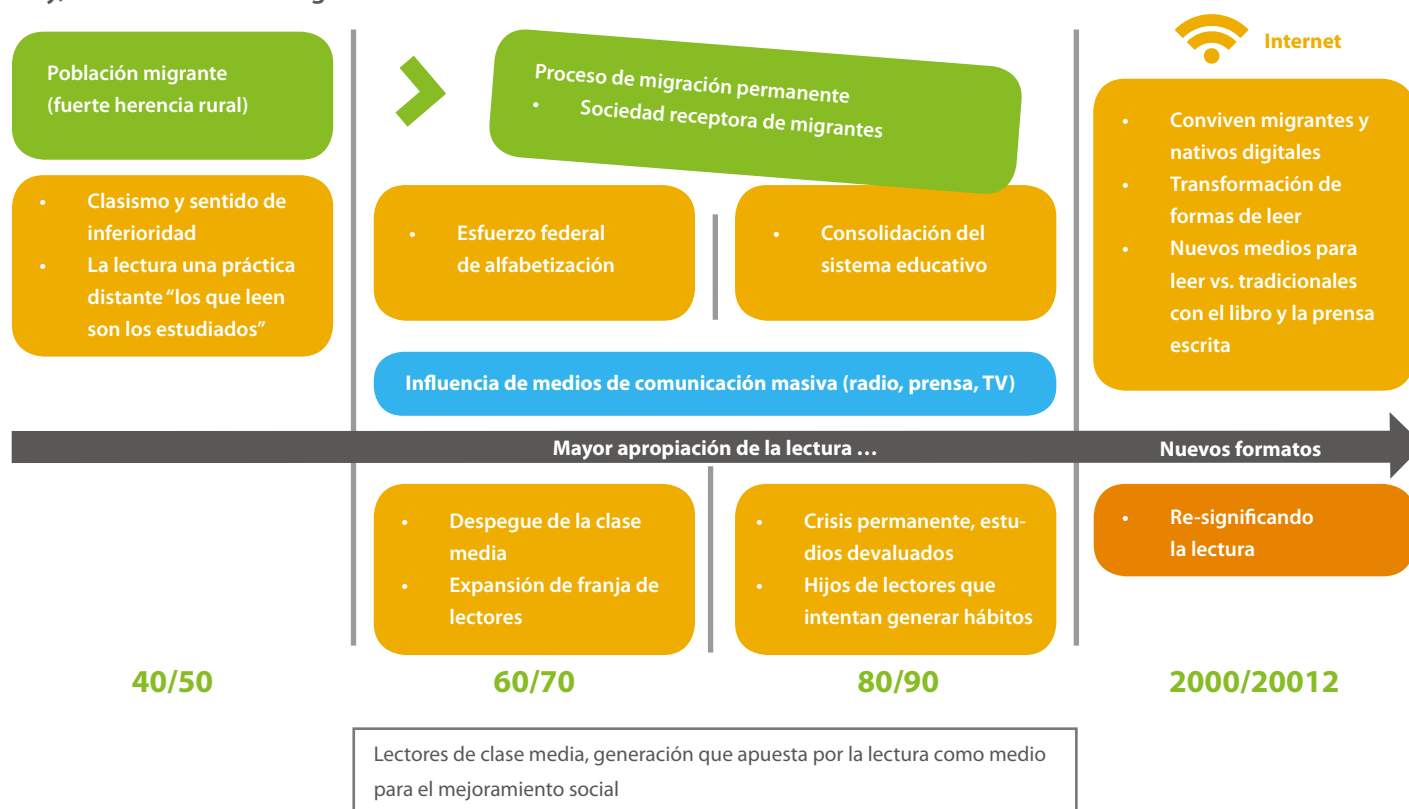 Internet
Población migrante
(fuerte herencia rural)
• Clasismo y sentido de
inferioridad
• La lectura una práctica
distante “los que leen
son los estudiados”
Proceso de migración permanente
• Sociedad receptora de migrantes
• Esfuerzo federal
de alfabetización
• Consolidación del
sistema educativo
Influencia de medios de comunicación masiva (radio, prensa, TV)
• Conviven migrantes y
nativos digitales
• Transformación de
formas de leer
• Nuevos medios para
leer vs. tradicionales
con el libro y la prensa
escrita
Mayor apropiación de la lectura …
Nuevos formatos
• Despegue de la clase
media
• Expansión de franja de
lectores
• Crisis permanente, estu-
dios devaluados
• Hijos de lectores que
intentan generar hábitos
• Re-significando
la lectura
40/50
60/70
80/90
2000/20012
Lectores de clase media, generación que apuesta por la lectura como medio
para el mejoramiento social